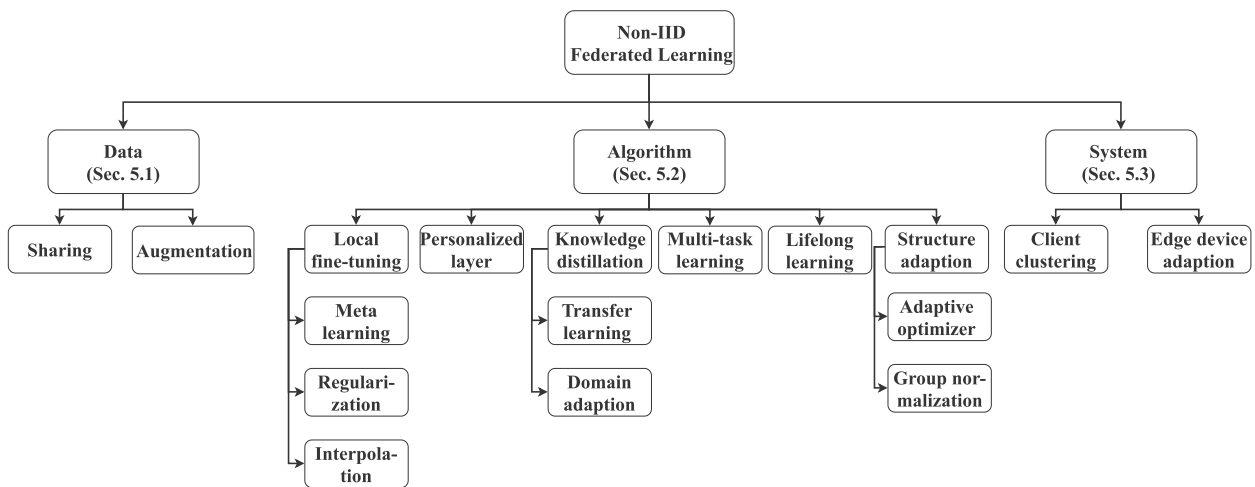 Non-IID
Federated Learning
Data
(Sec. 5.1)
Algorithm
(Sec. 5.2)
System
(Sec. 5.3)
Sharing
Augmentation
Local
fine-tuning
Personalized
layer
Knowledge
distillation
Multi-task
learning
Lifelong
learning
Structure
adaption
Client
clustering
Edge device
adaption
Meta
learning
Transfer
learning
Adaptive
optimizer
Regulari-
zation
Domain
adaption
Group nor-
malization
Interpola-
tion